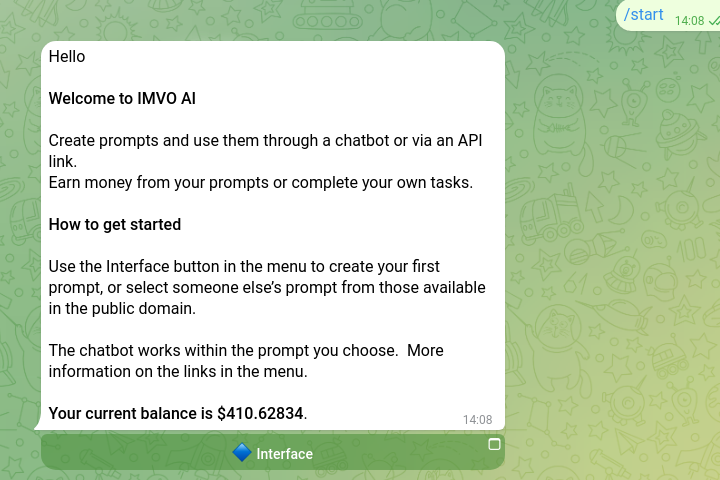 /start
14:08
Hello
Welcome to IMVO AI
Create prompts and use them through a chatbot or via an API
link.
Earn money from your prompts or complete your own tasks.
How to get started
Use the Interface button in the menu to create your first
prompt, or select someone else’s prompt from those available
in the public domain.
The chatbot works within the prompt you choose.  More
information on the links in the menu.
Your current balance is $410.62834.
14:08
Interface